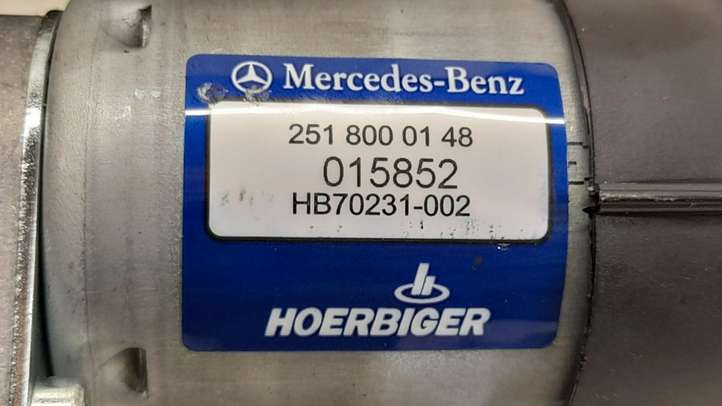 Mercedes-Benz
251 800 01 48
015852
HB70231-002
HOERBIGER